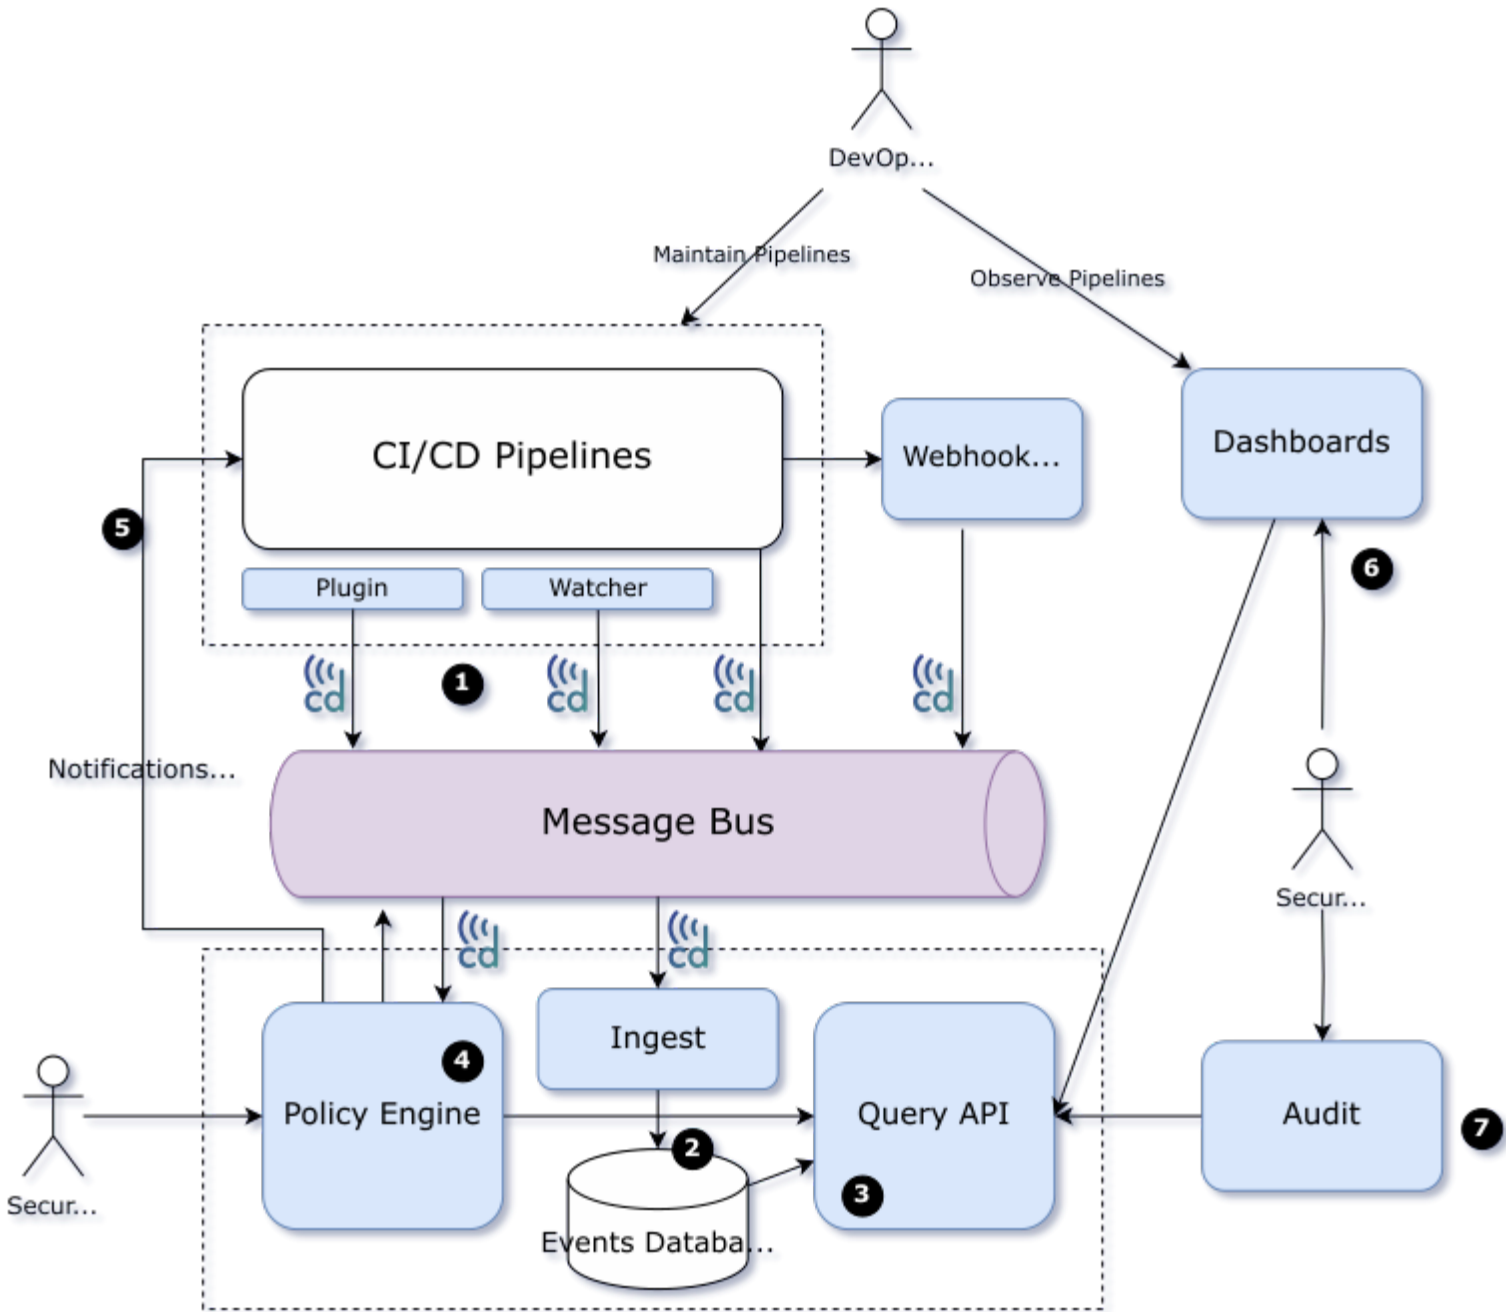 DevOp...
Maintain Pipelines
Observe Pipelines
CI/CD Pipelines
Webhook...
Dashboards
5
6
Plugin
Watcher
cd
1
cd
cd
cd
Notifications...
Message Bus
Secur...
cd
cd
Ingest
4
Policy Engine
Query API
Audit
7
2
3
Secur...
Events Databa...